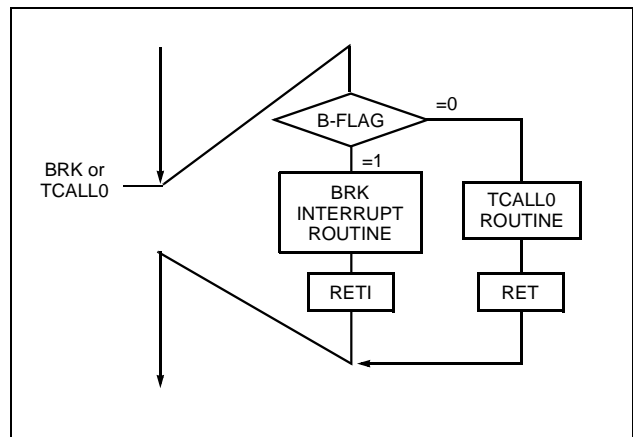 B-FLAG
=0
=1
BRK or
TCALL0
BRK
INTERRUPT
ROUTINE
TCALL0
ROUTINE
RETI
RET